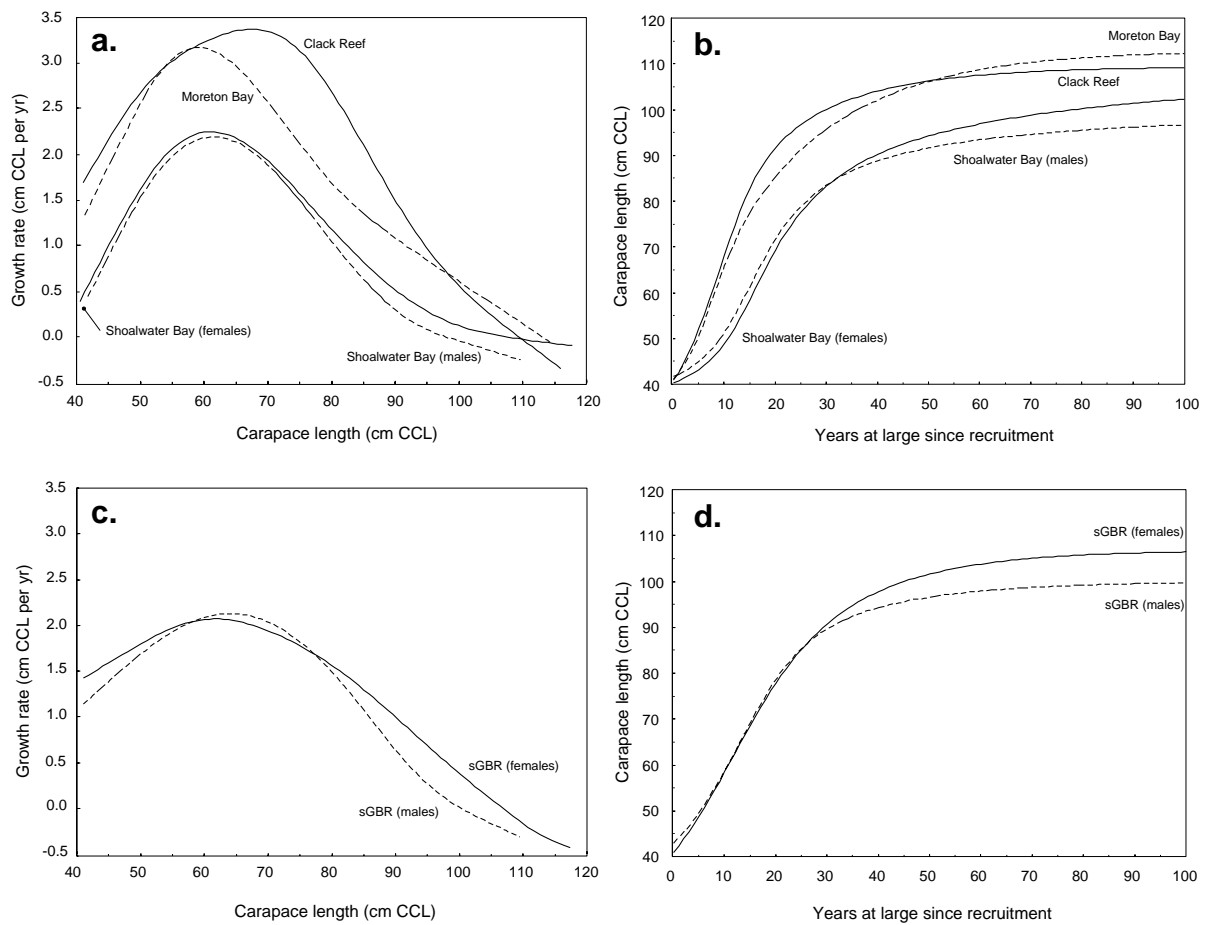 a.
3.5
3.0
2.5
2.0
1.5
1.0
0.5
0.0
-0.5
Growth rate (cm CCL per yr)
Clack Reef
Moreton Bay
Shoalwater Bay (females)
Shoalwater Bay (males)
40 50 60 70 80 90 100 110 120
Carapace length (cm CCL)
b.
120
110
100
90
80
70
60
50
40
Carapace length (cm CCL)
Moreton Bay
Clack Reef
Shoalwater Bay (males)
Shoalwater Bay (females)
0 10 20 30 40 50 60 70 80 90 100
Years at large since recruitment
c.
3.5
3.0
2.5
2.0
1.5
1.0
0.5
0.0
-0.5
Growth rate (cm CCL per yr)
sGBR (females)
sGBR (males)
40 50 60 70 80 90 100 110 120
Carapace length (cm CCL)
d.
120
110
100
90
80
70
60
50
40
Carapace length (cm CCL)
sGBR (females)
sGBR (males)
0 10 20 30 40 50 60 70 80 90 100
Years at large since recruitment